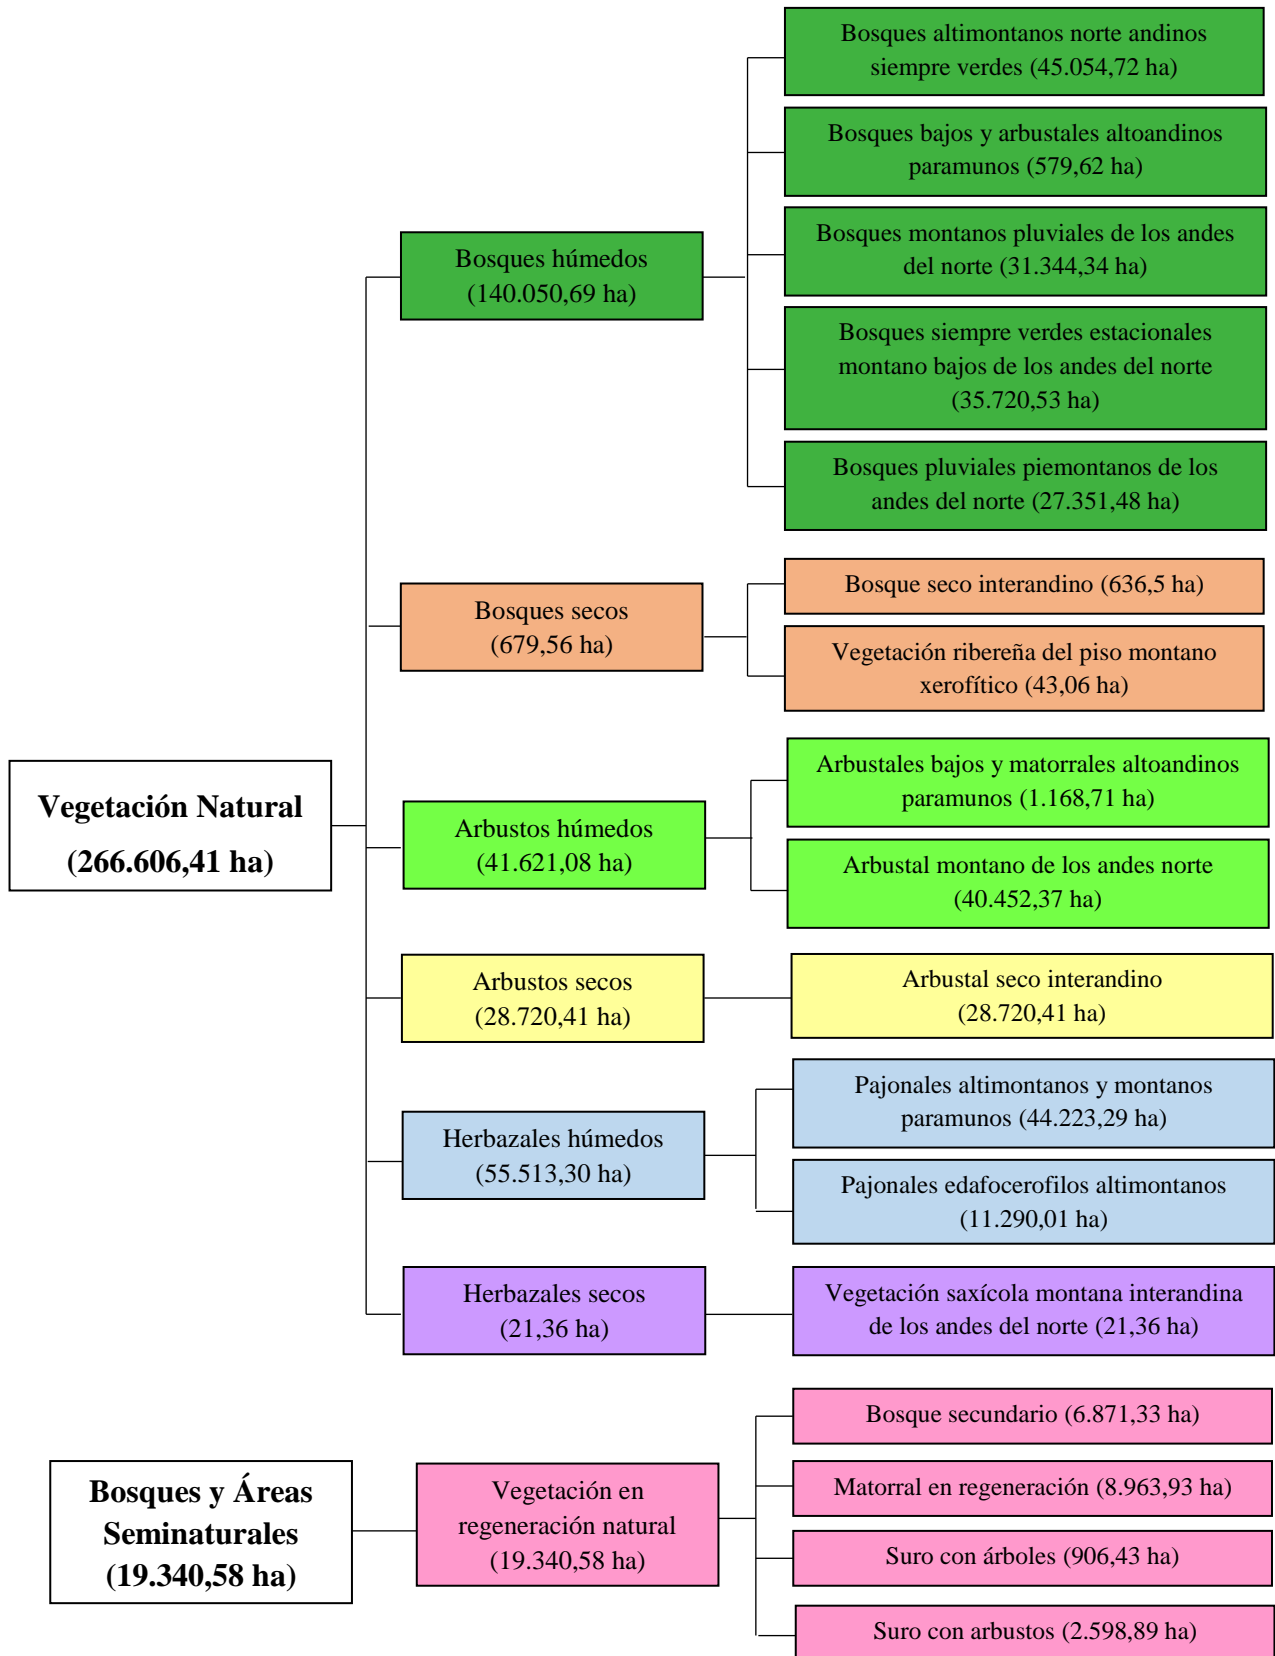 Vegetación Natural
(266.606,41 ha)
Bosques húmedos
(140.050,69 ha)
Bosques altimontanos norte andinos
siempre verdes (45.054,72 ha)
Bosques bajos y arbustales altoandinos
paramunos (579,62 ha)
Bosques montanos pluviales de los andes
del norte (31.344,34 ha)
Bosques siempre verdes estacionales
montano bajos de los andes del norte
(35.720,53 ha)
Bosques pluviales piemontanos de los
andes del norte (27.351,48 ha)
Bosques secos
(679,56 ha)
Bosque seco interandino (636,5 ha)
Vegetación ribereña del piso montano
xerofítico (43,06 ha)
Arbustos húmedos
(41.621,08 ha)
Arbustales bajos y matorrales altoandinos
paramunos (1.168,71 ha)
Arbustal montano de los andes norte
(40.452,37 ha)
Arbustos secos
(28.720,41 ha)
Arbustal seco interandino
(28.720,41 ha)
Herbazales húmedos
(55.513,30 ha)
Pajonales altimontanos y montanos
paramunos (44.223,29 ha)
Pajonales edafocerofilos altimontanos
(11.290,01 ha)
Herbazales secos
(21,36 ha)
Vegetación saxícola montana interandina
de los andes del norte (21,36 ha)
Bosques y Áreas
Seminaturales
(19.340,58 ha)
Vegetación en
regeneración natural
(19.340,58 ha)
Bosque secundario (6.871,33 ha)
Matorral en regeneración (8.963,93 ha)
Suro con árboles (906,43 ha)
Suro con arbustos (2.598,89 ha)